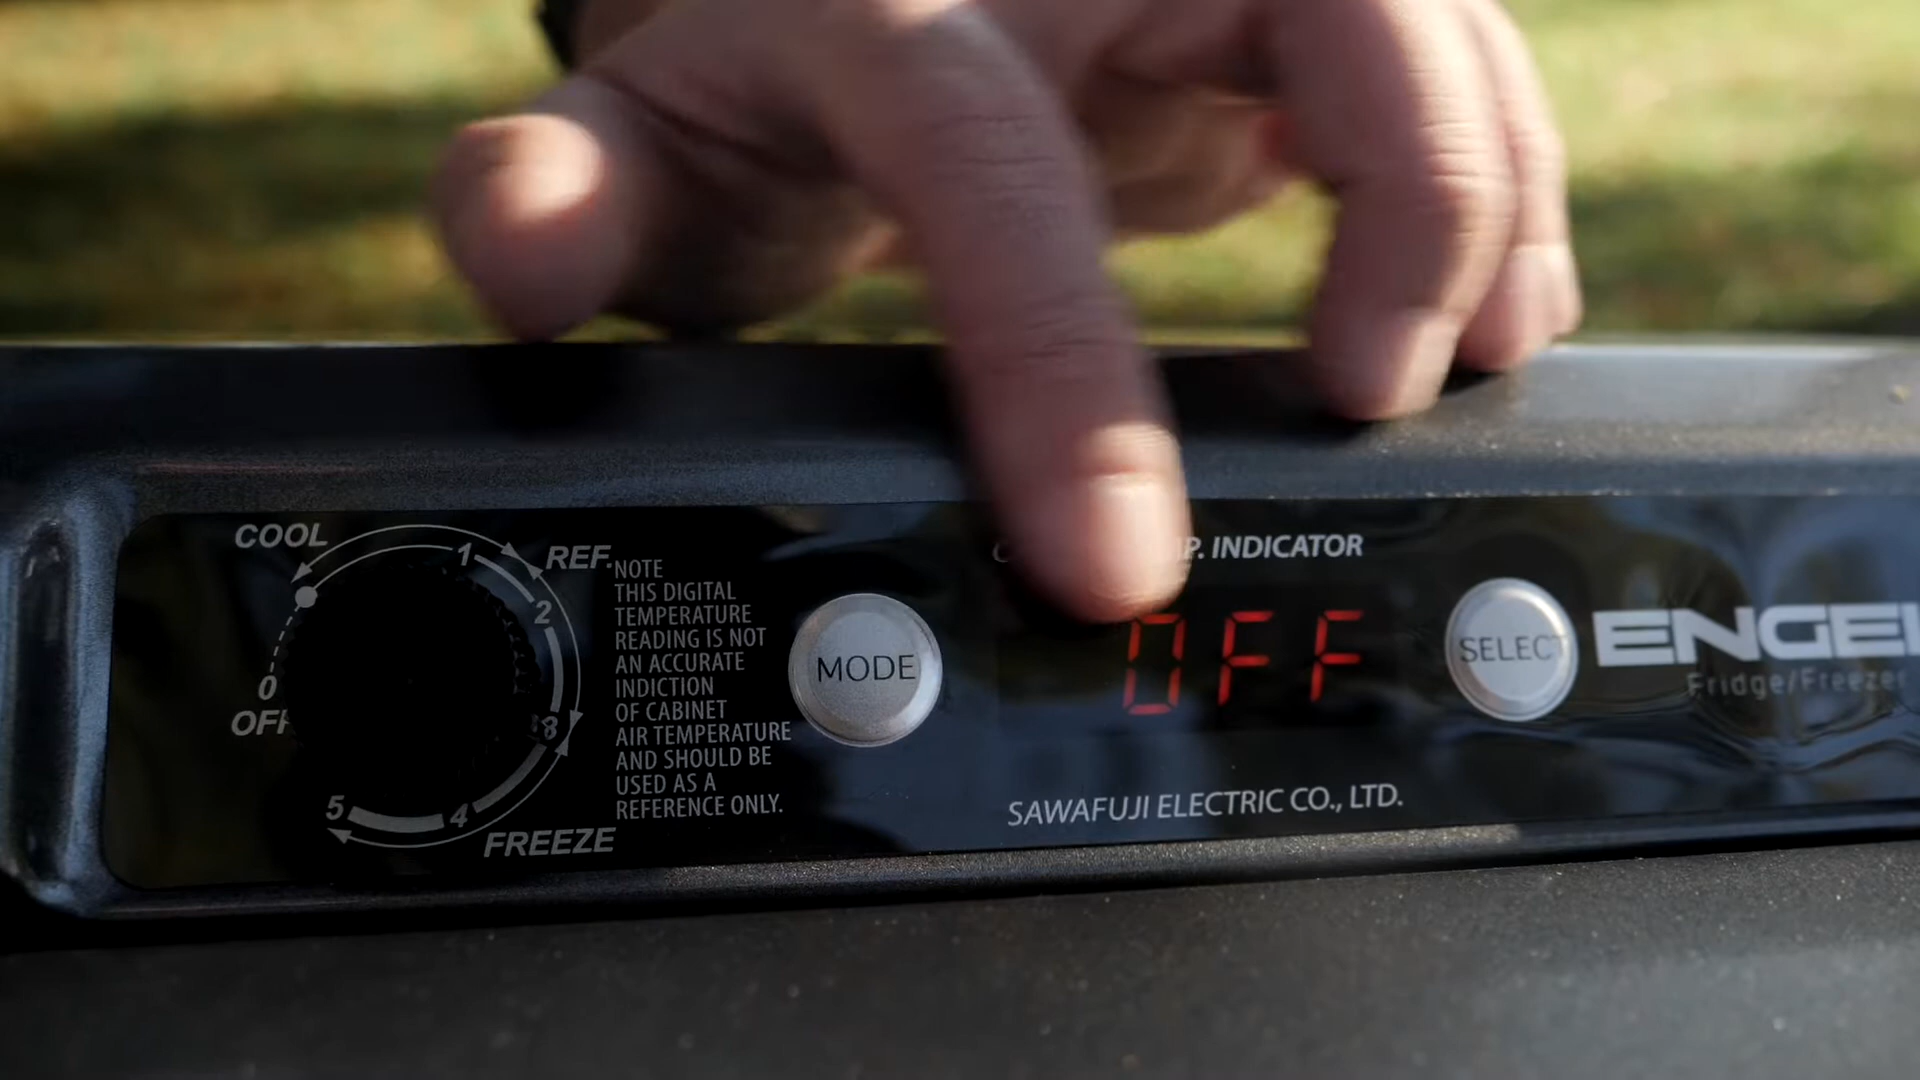 COOL
1
REF.
2
0
OFF
8
5
4
FREEZE
NOTE
THIS DIGITAL
TEMPERATURE
READING IS NOT
AN ACCURATE
INDICTION
OF CABINET
AIR TEMPERATURE
AND SHOULD BE
USED AS A
REFERENCE ONLY.
MODE
INDICATOR
OFF
SAWAFUJI ELECTRIC CO., LTD.
SELECT
ENGEL
Fridge/Freezer